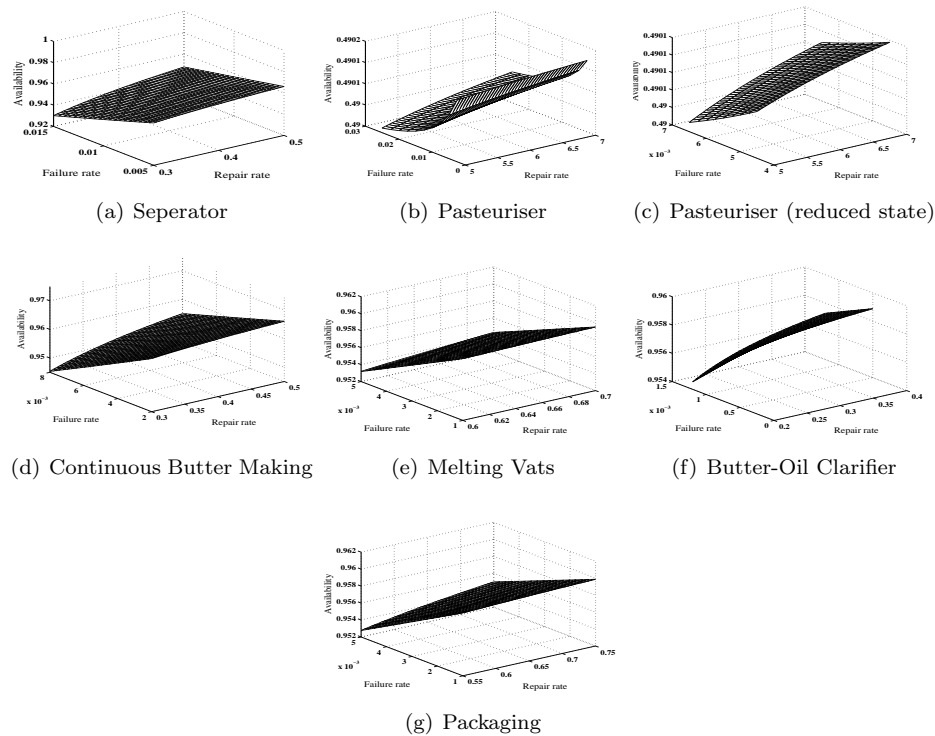 1
0.98
0.96
0.94
0.92
0.015
0.01
0.005
0.3
0.4
0.5
Availability
Failure rate
Repair rate
(a) Seperator
0.4902
0.4901
0.4901
0.49
0.49
0.03
0.02
0.01
0
5
5.5
6
6.5
7
Availability
Failure rate
Repair rate
(b) Pasteuriser
0.4901
0.4901
0.4901
0.4901
0.49
0.49
7
6
5
4
x 10⁻³
5
5.5
6
6.5
7
Availability
Failure rate
Repair rate
(c) Pasteuriser (reduced state)
0.97
0.96
0.95
8
6
4
2
x 10⁻³
0.3
0.35
0.4
0.45
0.5
Availability
Failure rate
Repair rate
(d) Continuous Butter Making
0.962
0.96
0.958
0.956
0.954
0.952
5
4
3
2
1
x 10⁻³
0.6
0.62
0.64
0.66
0.68
0.7
Availability
Failure rate
Repair rate
(e) Melting Vats
0.96
0.958
0.956
0.954
1.5
1
0.5
0
x 10⁻³
0.2
0.25
0.3
0.35
0.4
Availability
Failure rate
Repair rate
(f) Butter-Oil Clarifier
0.962
0.96
0.958
0.956
0.954
0.952
5
4
3
2
1
x 10⁻³
0.55
0.6
0.65
0.7
0.75
Availability
Failure rate
Repair rate
(g) Packaging